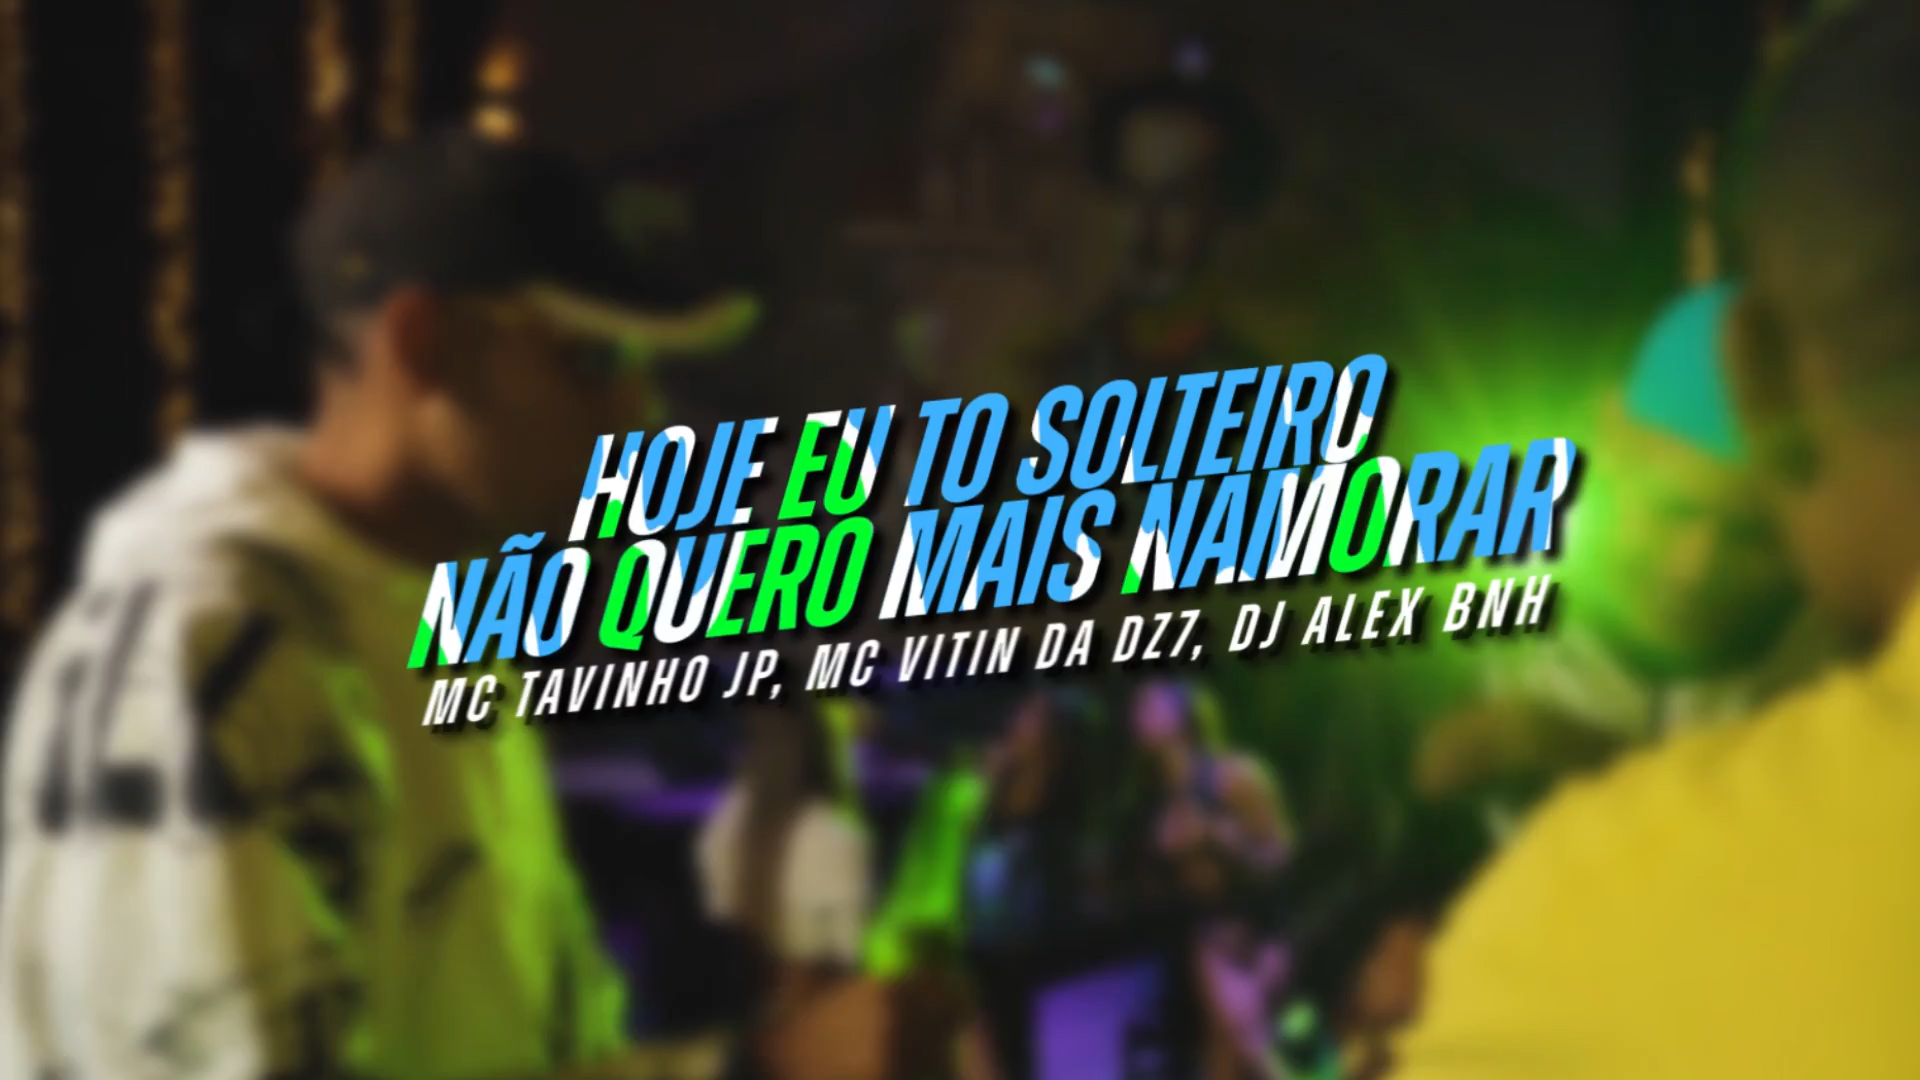 HOJE EU TO SOLTEIRO
NÃO QUERO MAIS NAMORAR
MC TAVINHO JP, MC VITIN DA DZ7, DJ ALEX BNH